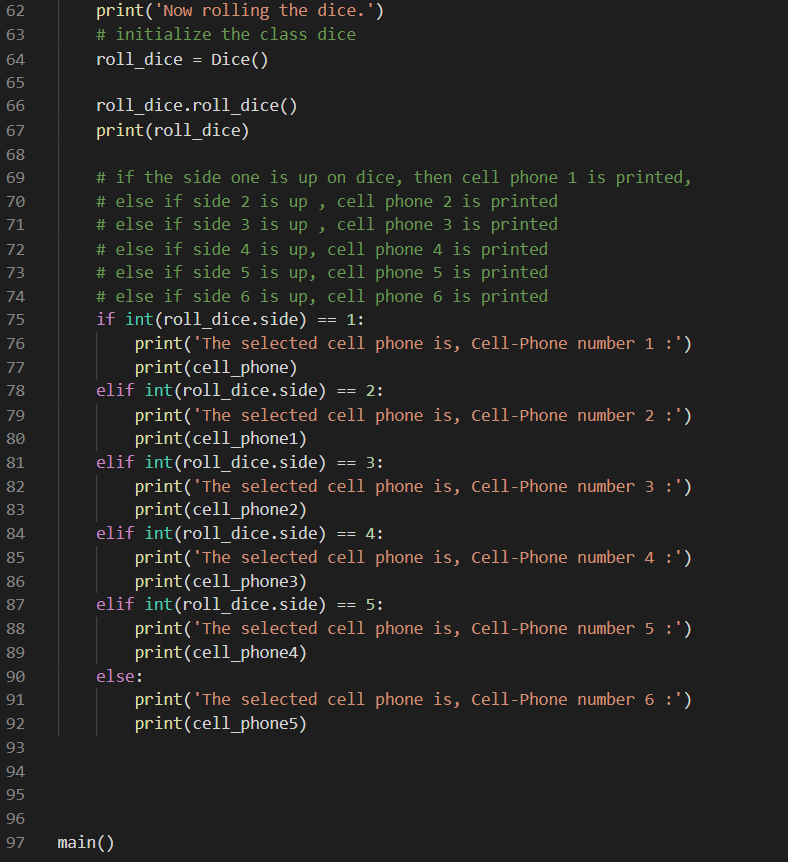 62 print('Now rolling the dice.')
63 # initialize the class dice
64 roll_dice = Dice()
65
66 roll_dice.roll_dice()
67 print(roll_dice)
68
69 # if the side one is up on dice, then cell phone 1 is printed,
70 # else if side 2 is up , cell phone 2 is printed
71 # else if side 3 is up , cell phone 3 is printed
72 # else if side 4 is up, cell phone 4 is printed
73 # else if side 5 is up, cell phone 5 is printed
74 # else if side 6 is up, cell phone 6 is printed
75 if int(roll_dice.side) == 1:
76 print('The selected cell phone is, Cell-Phone number 1 :')
77 print(cell_phone)
78 elif int(roll_dice.side) == 2:
79 print('The selected cell phone is, Cell-Phone number 2 :')
80 print(cell_phone1)
81 elif int(roll_dice.side) == 3:
82 print('The selected cell phone is, Cell-Phone number 3 :')
83 print(cell_phone2)
84 elif int(roll_dice.side) == 4:
85 print('The selected cell phone is, Cell-Phone number 4 :')
86 print(cell_phone3)
87 elif int(roll_dice.side) == 5:
88 print('The selected cell phone is, Cell-Phone number 5 :')
89 print(cell_phone4)
90 else:
91 print('The selected cell phone is, Cell-Phone number 6 :')
92 print(cell_phone5)
93
94
95
96
97 main()